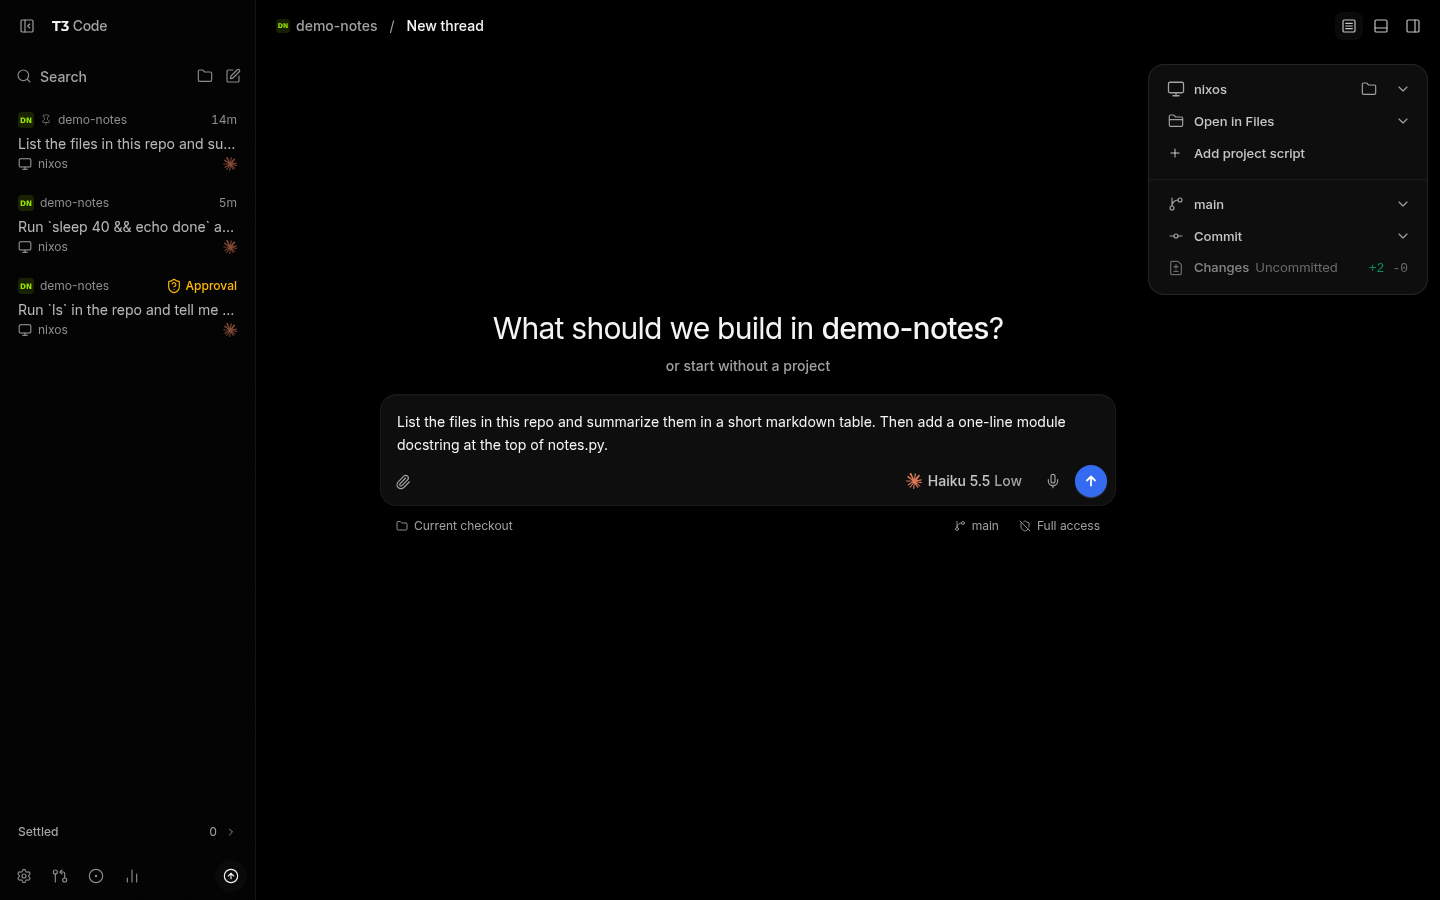 T3 Code
demo-notes / New thread
Search
DN demo-notes 14m
List the files in this repo and su...
nixos
DN demo-notes 5m
Run `sleep 40 && echo done` a...
nixos
DN demo-notes Approval
Run `ls` in the repo and tell me ...
nixos
nixos
Open in Files
Add project script
main
Commit
Changes Uncommitted +2 -0
What should we build in demo-notes?
or start without a project
List the files in this repo and summarize them in a short markdown table. Then add a one-line module
docstring at the top of notes.py.
Haiku 5.5 Low
Current checkout main Full access
Settled 0